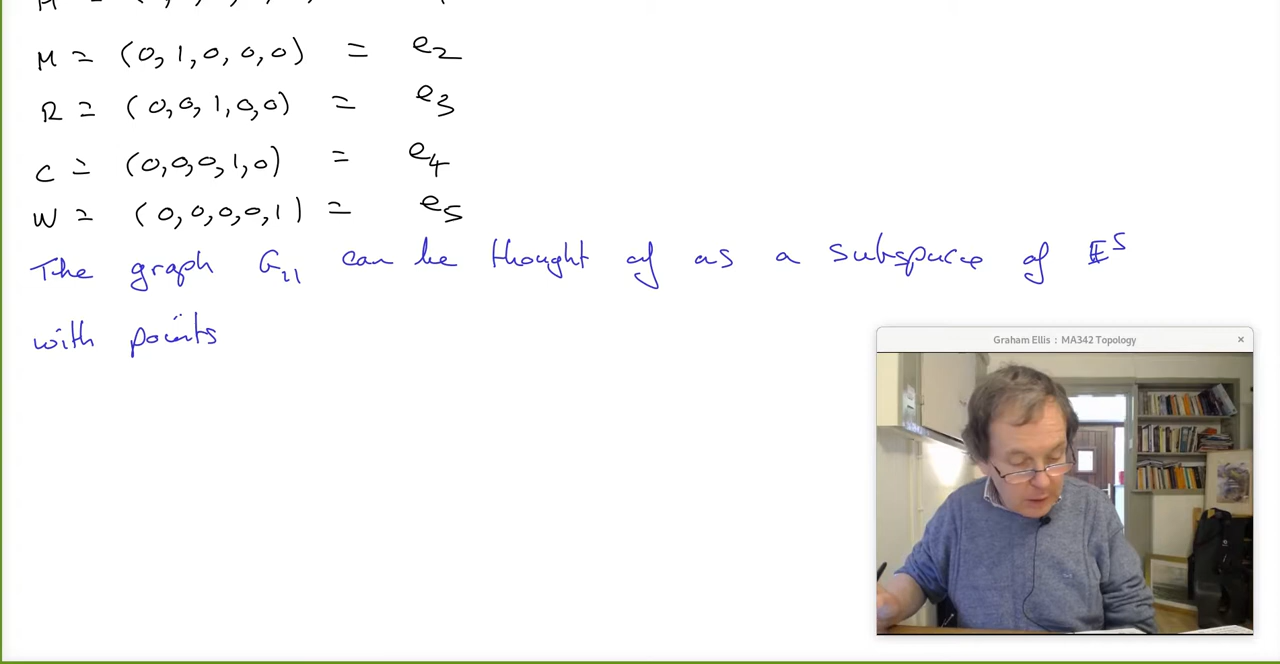 M = (0, 1, 0, 0, 0) = e2
R = (0, 0, 1, 0, 0) = e3
C = (0, 0, 0, 1, 0) = e4
W = (0, 0, 0, 0, 1) = e5
The graph G21 can be thought of as a subspace of E5
with points
Graham Ellis : MA342 Topology ×